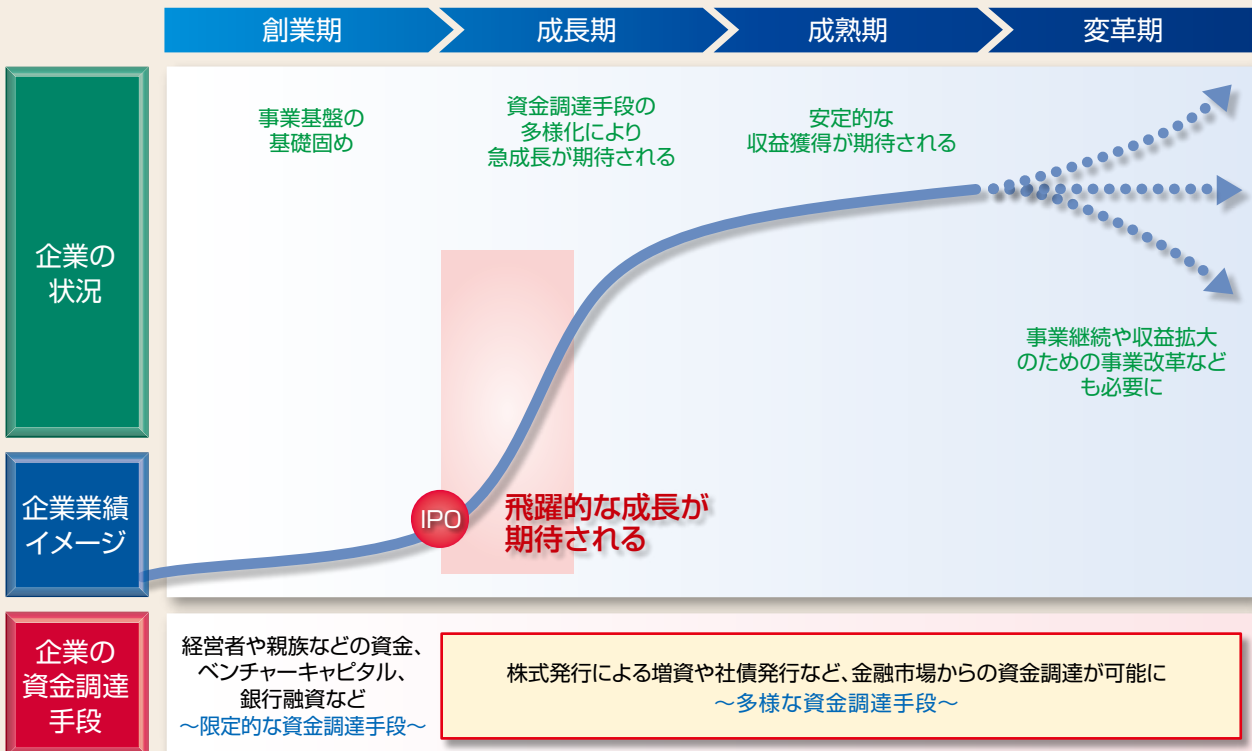 創業期
成長期
成熟期
変革期
企業の
状況
事業基盤の
基礎固め
資金調達手段の
多様化により
急成長が期待される
安定的な
収益獲得が期待される
事業継続や収益拡大
のための事業改革など
も必要に
企業業績
イメージ
IPO
飛躍的な成長が
期待される
企業の
資金調達
手段
経営者や親族などの資金、
ベンチャーキャピタル、
銀行融資など
～限定的な資金調達手段～
株式発行による増資や社債発行など、金融市場からの資金調達が可能に
～多様な資金調達手段～